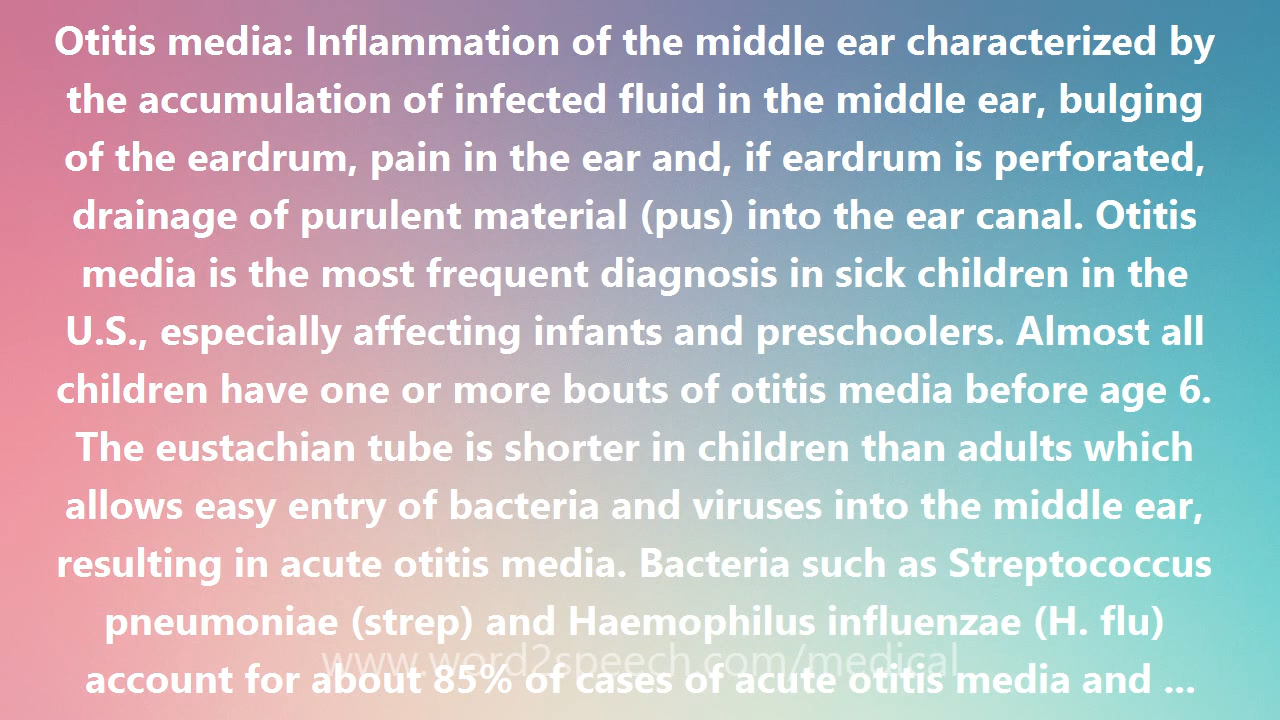 Otitis media: Inflammation of the middle ear characterized by
the accumulation of infected fluid in the middle ear, bulging
of the eardrum, pain in the ear and, if eardrum is perforated,
drainage of purulent material (pus) into the ear canal. Otitis
media is the most frequent diagnosis in sick children in the
U.S., especially affecting infants and preschoolers. Almost all
children have one or more bouts of otitis media before age 6.
The eustachian tube is shorter in children than adults which
allows easy entry of bacteria and viruses into the middle ear,
resulting in acute otitis media. Bacteria such as Streptococcus
pneumoniae (strep) and Haemophilus influenzae (H. flu)
www.word2speech.com/medical
account for about 85% of cases of acute otitis media and ...